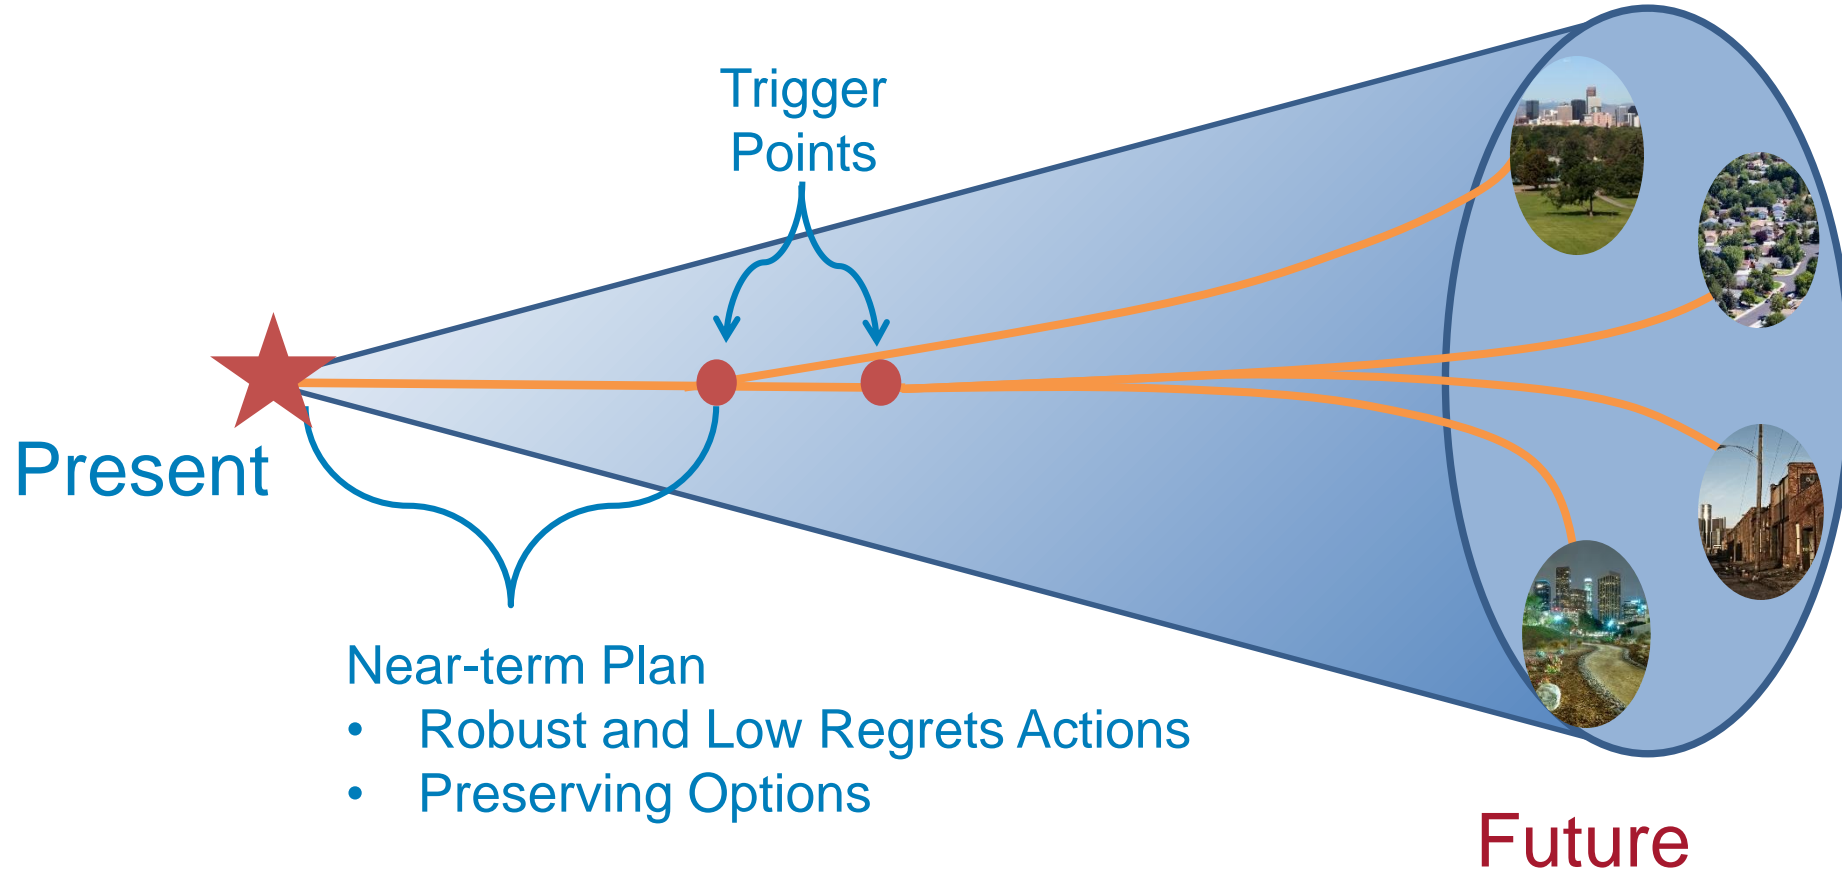 Trigger
Points
Present
Near-term Plan
• Robust and Low Regrets Actions
• Preserving Options
Future